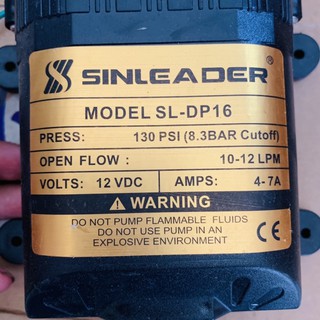 SINLEADER ®
MODEL SL-DP16
PRESS: 130 PSI (8.3BAR Cutoff)
OPEN FLOW : 10-12 LPM
VOLTS: 12 VDC AMPS: 4-7A
WARNING
DO NOT PUMP FLAMMABLE FLUIDS
DO NOT USE PUMP IN AN
EXPLOSIVE ENVIRONMENT
CE